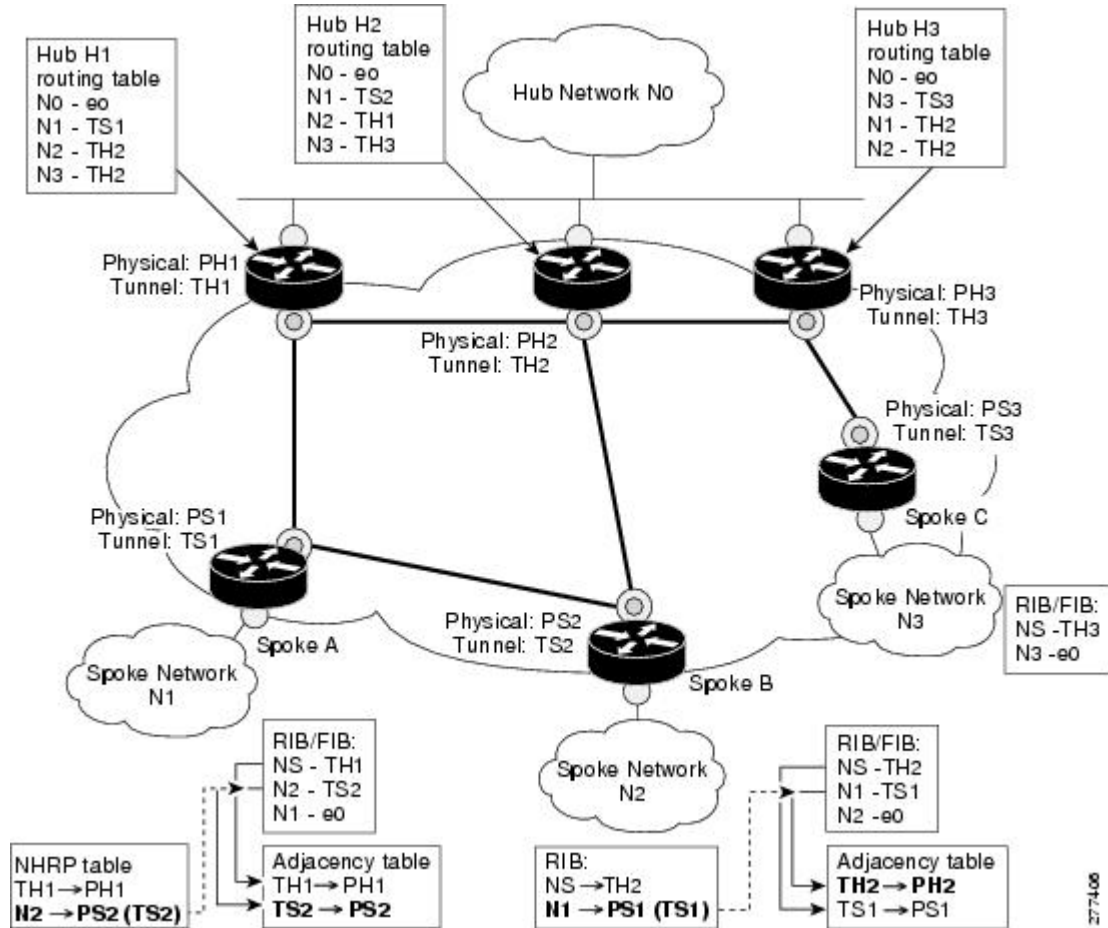 Hub H1
routing table
N0 - eo
N1 - TS1
N2 - TH2
N3 - TH2
Hub H2
routing table
N0 - eo
N1 - TS2
N2 - TH1
N3 - TH3
Hub Network N0
Hub H3
routing table
N0 - eo
N3 - TS3
N1 - TH2
N2 - TH2
Physical: PH1
Tunnel: TH1
Physical: PH2
Tunnel: TH2
Physical: PH3
Tunnel: TH3
Physical: PS3
Tunnel: TS3
Spoke C
Physical: PS1
Tunnel: TS1
Spoke A
Physical: PS2
Tunnel: TS2
Spoke B
Spoke Network
N1
Spoke Network
N2
Spoke Network
N3
RIB/FIB:
NS -TH3
N3 -e0
RIB/FIB:
NS - TH1
N2 - TS2
N1 - e0
NHRP table
TH1→PH1
N2 →PS2 (TS2)
Adjacency table
TH1→PH1
TS2 → PS2
RIB:
NS →TH2
N1→PS1 (TS1)
RIB/FIB:
NS -TH2
N1 -TS1
N2 -e0
Adjacency table
TH2→ PH2
TS1→PS1
277406